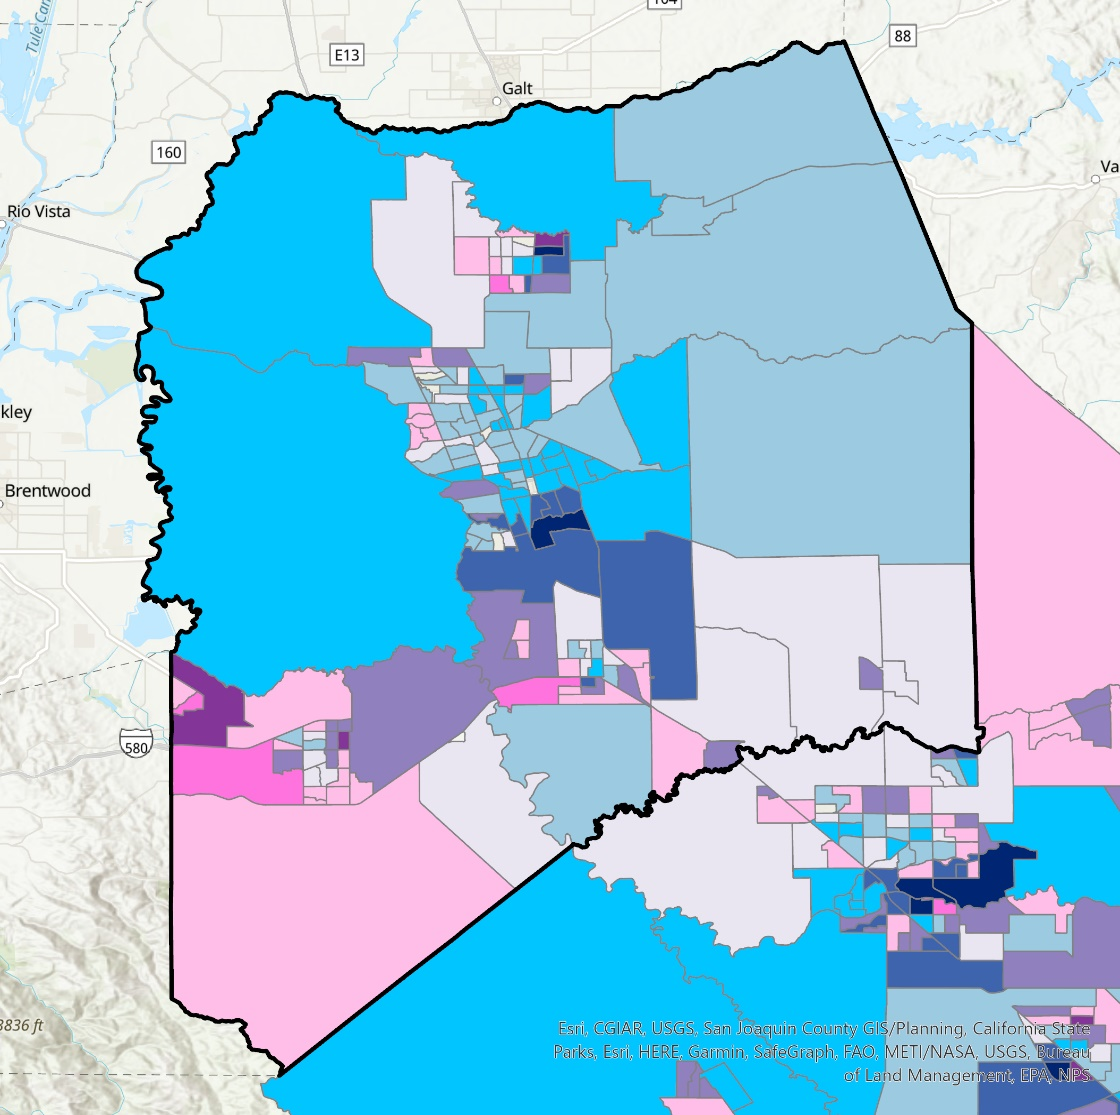 104
88
E13
Tule Can
Galt
160
Va
Rio Vista
kley
Brentwood
580
3836 ft
Esri, CGIAR, USGS, San Joaquin County GIS/Planning, California State
Parks, Esri, HERE, Garmin, SafeGraph, FAO, METI/NASA, USGS, Bureau
of Land Management, EPA, NPS